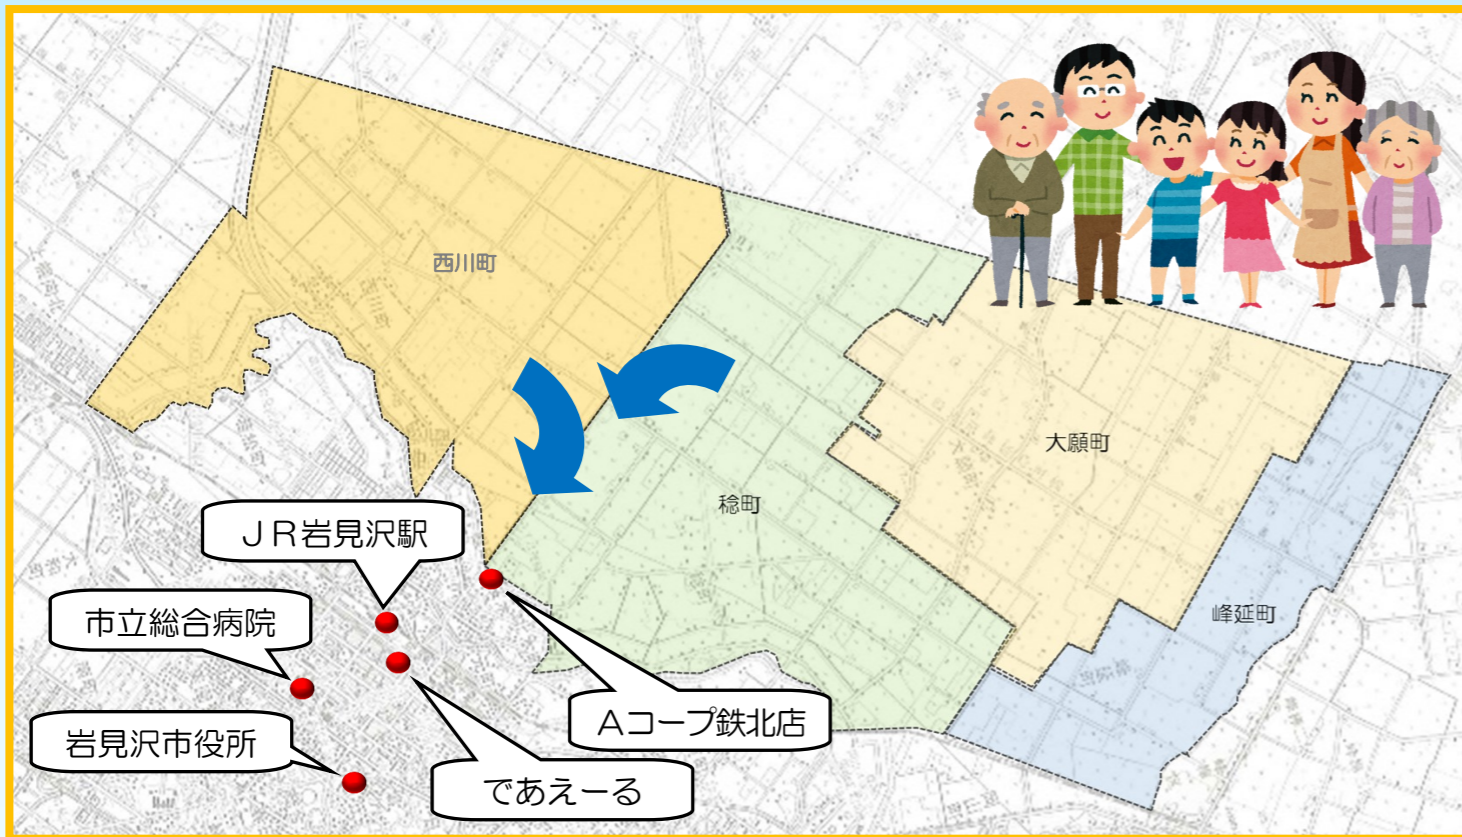 西川町
大願町
稔町
峰延町
JR岩見沢駅
市立総合病院
岩見沢市役所
Aコープ鉄北店
であえーる